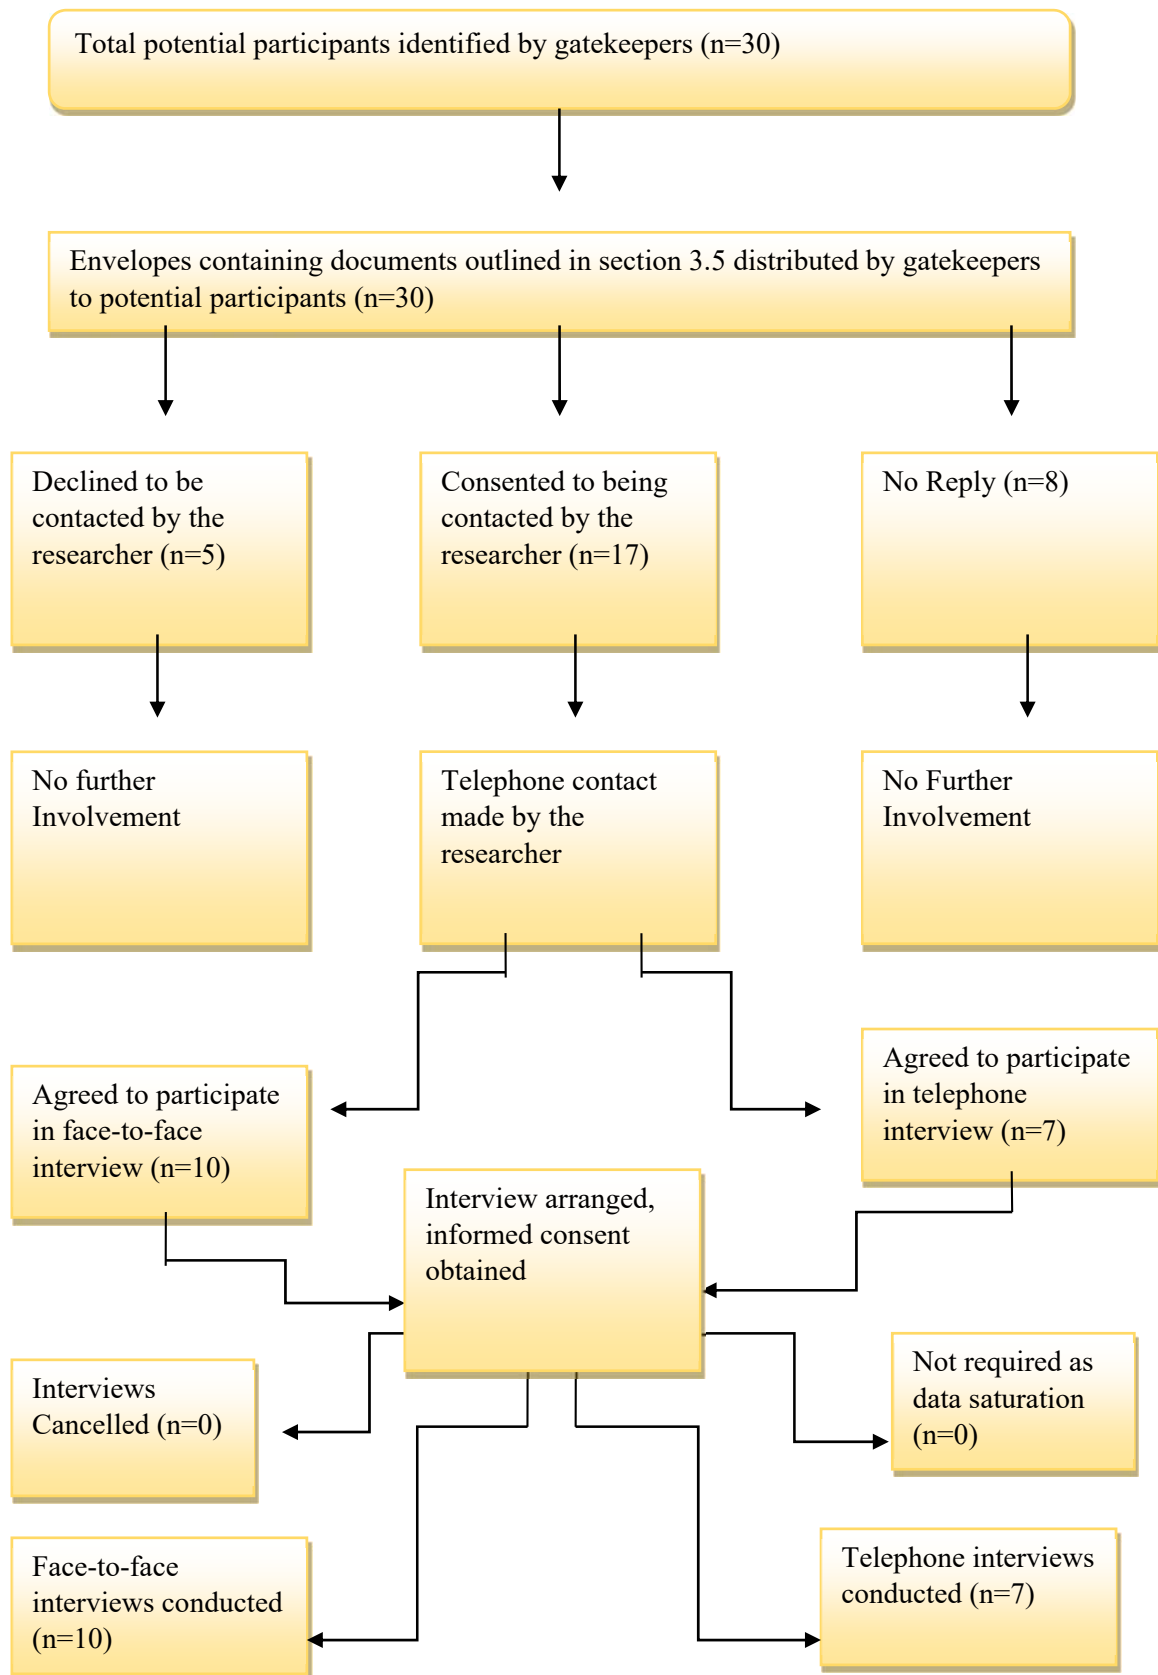 Total potential participants identified by gatekeepers (n=30)
Envelopes containing documents outlined in section 3.5 distributed by gatekeepers
to potential participants (n=30)
Declined to be
contacted by the
researcher (n=5)
Consented to being
contacted by the
researcher (n=17)
No Reply (n=8)
No further
Involvement
Telephone contact
made by the
researcher
No Further
Involvement
Agreed to participate
in face-to-face
interview (n=10)
Agreed to participate
in telephone
interview (n=7)
Interview arranged,
informed consent
obtained
Interviews
Cancelled (n=0)
Not required as
data saturation
(n=0)
Face-to-face
interviews conducted
(n=10)
Telephone interviews
conducted (n=7)